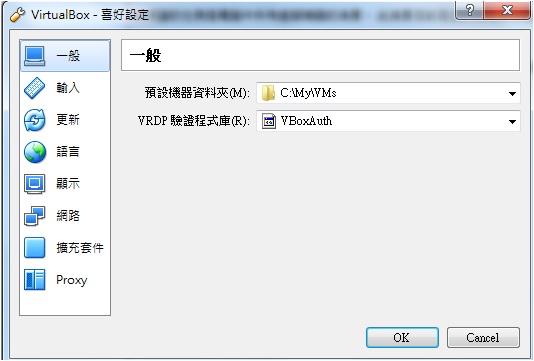 VirtualBox - 喜好設定
一般
輸入
更新
語言
顯示
網路
擴充套件
Proxy
一般
預設機器資料夾(M): C:\My\VMs
VRDP 驗證程式庫(R): VBoxAuth
OK Cancel